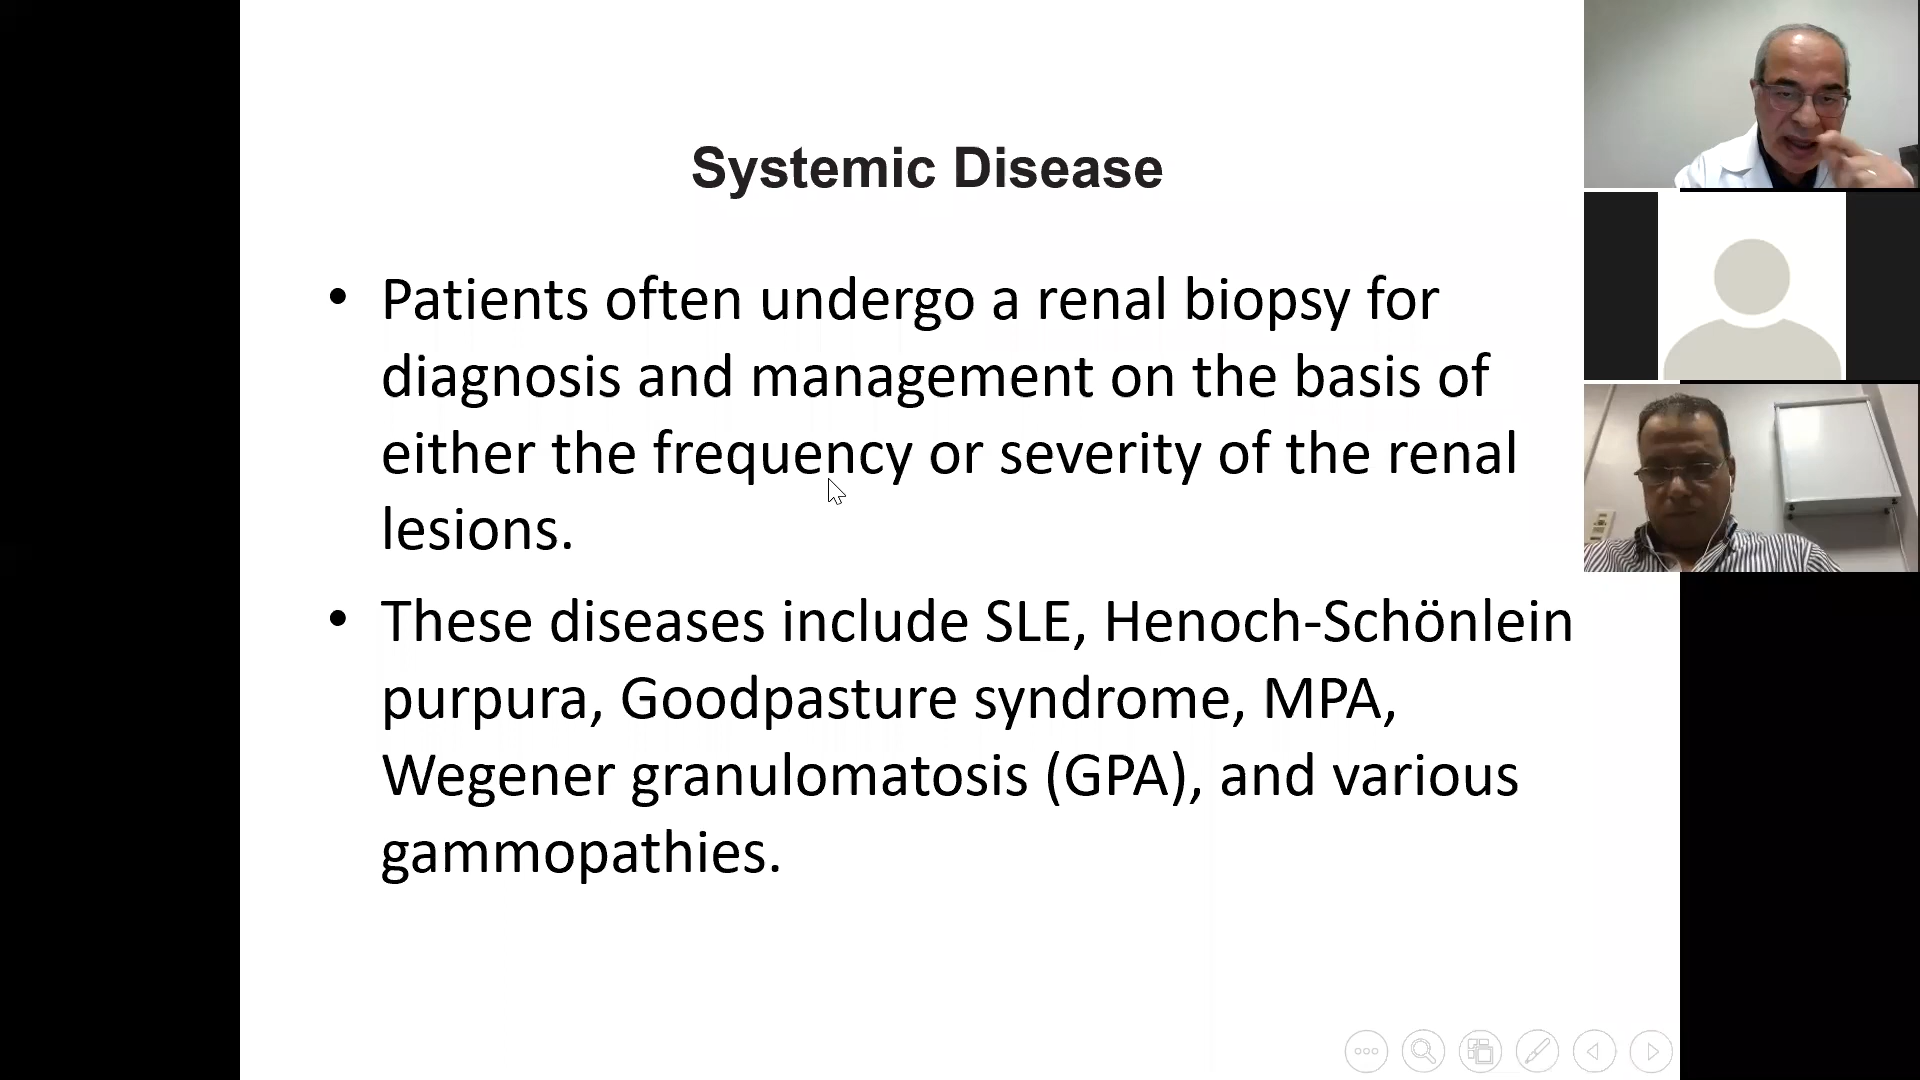 Systemic Disease
• Patients often undergo a renal biopsy for
diagnosis and management on the basis of
either the frequency or severity of the renal
lesions.
• These diseases include SLE, Henoch-Schönlein
purpura, Goodpasture syndrome, MPA,
Wegener granulomatosis (GPA), and various
gammopathies.